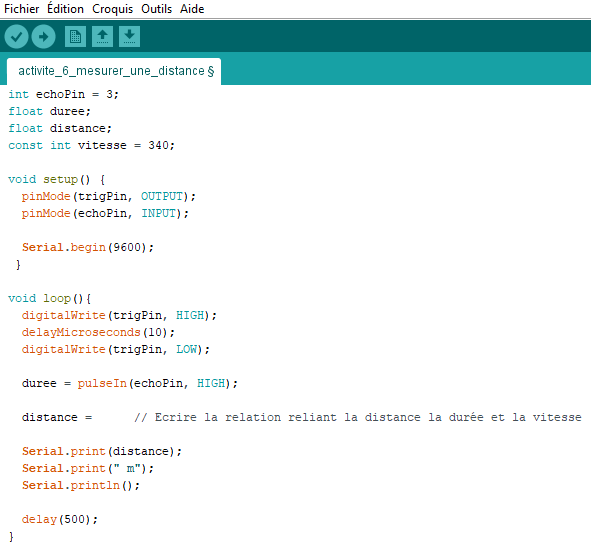 Fichier Édition Croquis Outils Aide
activite_6_mesurer_une_distance §
int echoPin = 3;
float duree;
float distance;
const int vitesse = 340;
void setup() {
pinMode(trigPin, OUTPUT);
pinMode(echoPin, INPUT);
Serial.begin(9600);
}
void loop(){
digitalWrite(trigPin, HIGH);
delayMicroseconds(10);
digitalWrite(trigPin, LOW);
duree = pulseIn(echoPin, HIGH);
distance =      // Ecrire la relation reliant la distance la durée et la vitesse
Serial.print(distance);
Serial.print(" m");
Serial.println();
delay(500);
}